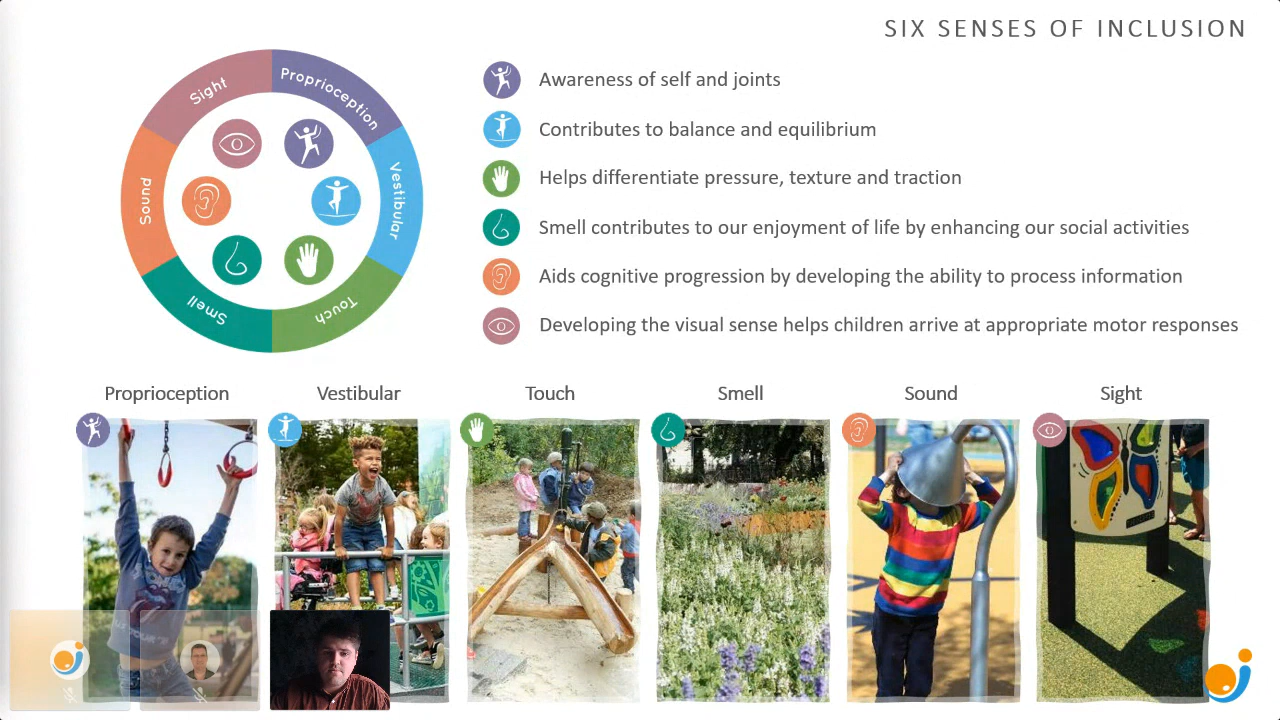 SIX SENSES OF INCLUSION
Sight
Proprioception
Vestibular
Touch
Smell
Sound
Awareness of self and joints
Contributes to balance and equilibrium
Helps differentiate pressure, texture and traction
Smell contributes to our enjoyment of life by enhancing our social activities
Aids cognitive progression by developing the ability to process information
Developing the visual sense helps children arrive at appropriate motor responses
Proprioception
Vestibular
Touch
Smell
Sound
Sight